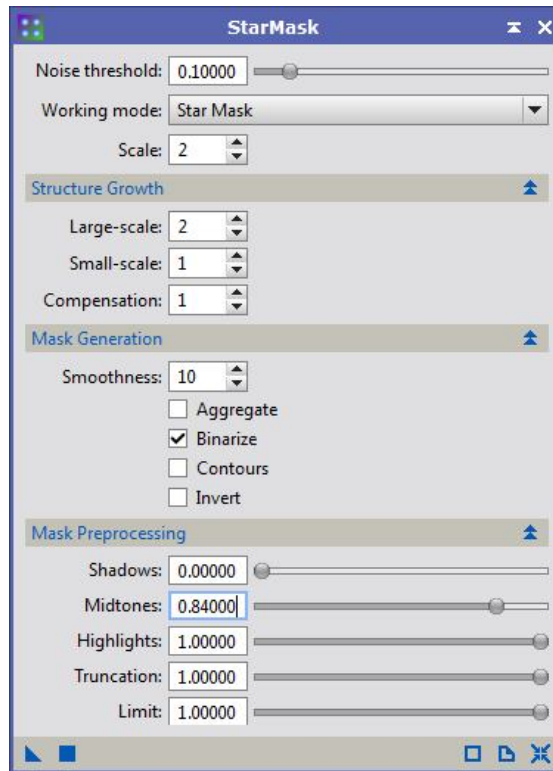 StarMask
Noise threshold: 0.10000
Working mode: Star Mask
Scale: 2
Structure Growth
Large-scale: 2
Small-scale: 1
Compensation: 1
Mask Generation
Smoothness: 10
Aggregate
Binarize
Contours
Invert
Mask Preprocessing
Shadows: 0.00000
Midtones: 0.84000
Highlights: 1.00000
Truncation: 1.00000
Limit: 1.00000